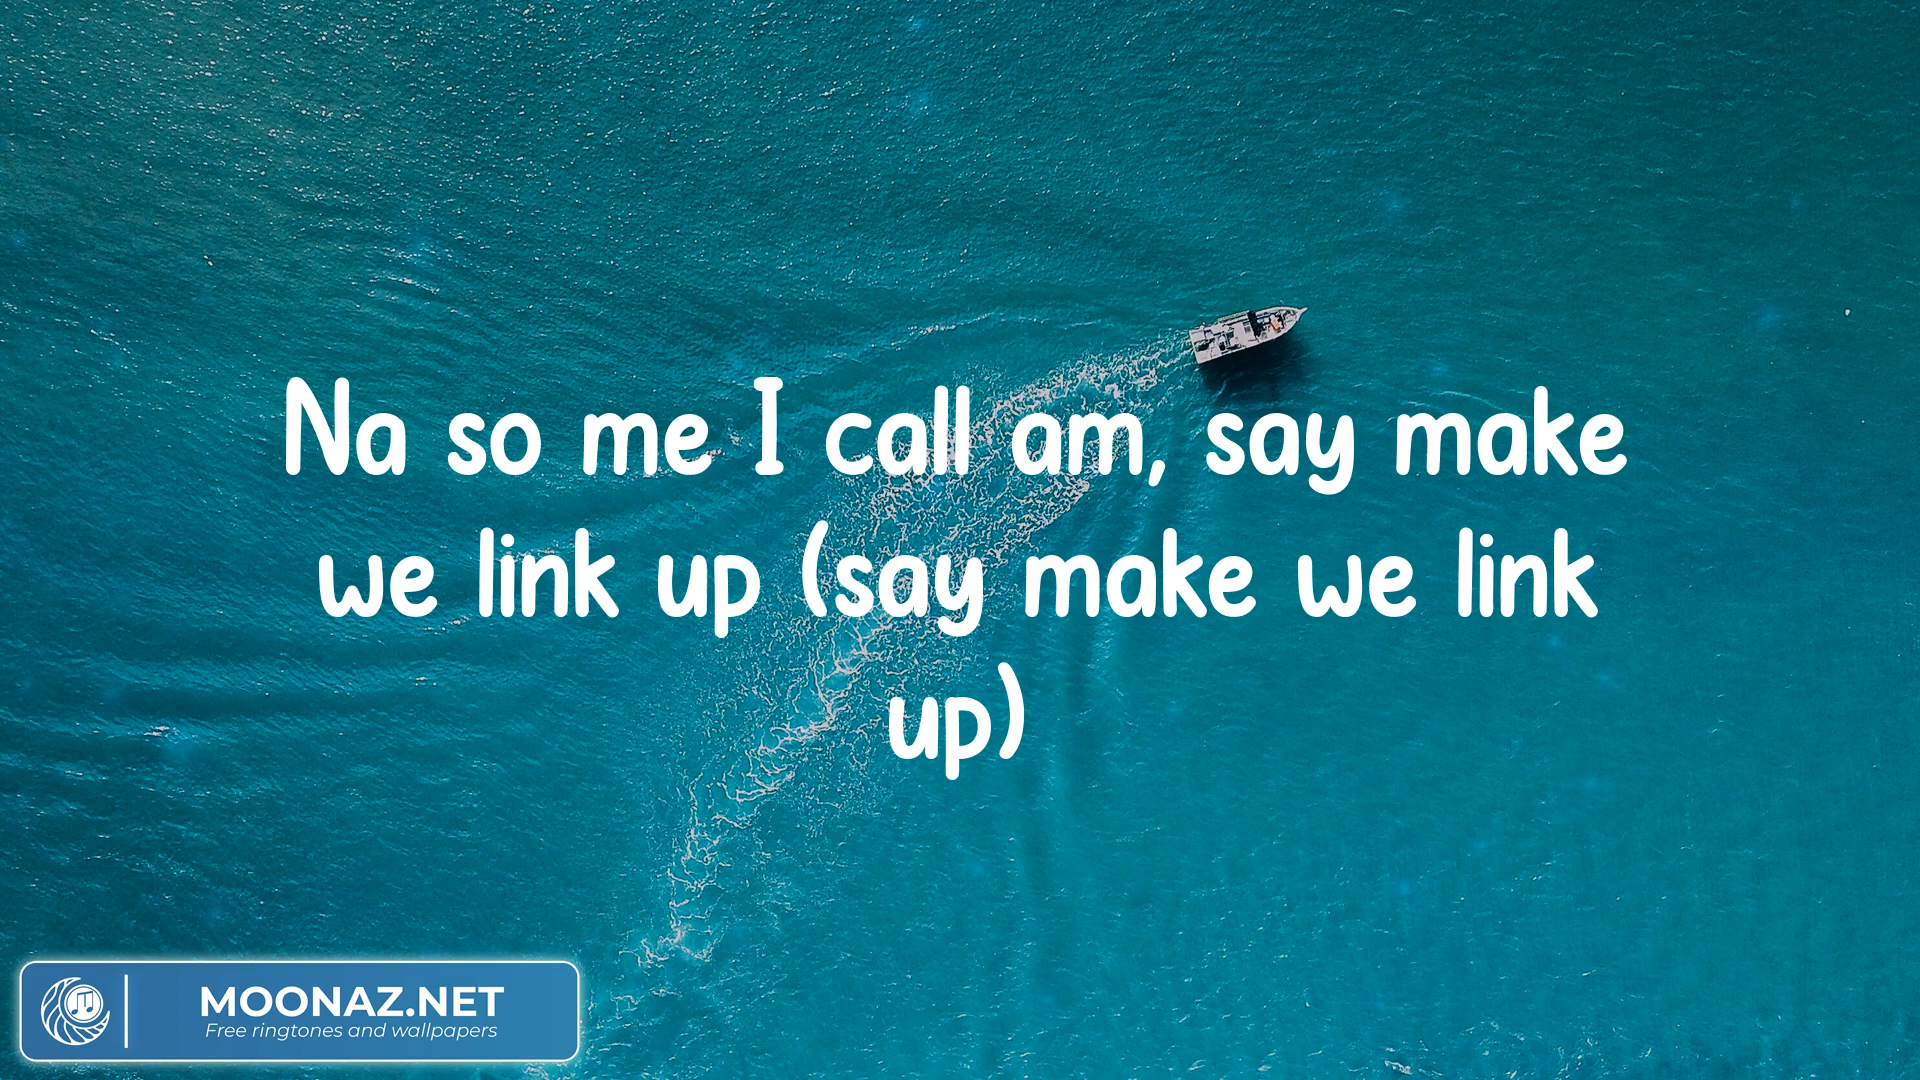 Na so me I call am, say make
we link up (say make we link
up)
MOONAZ.NET
Free ringtones and wallpapers